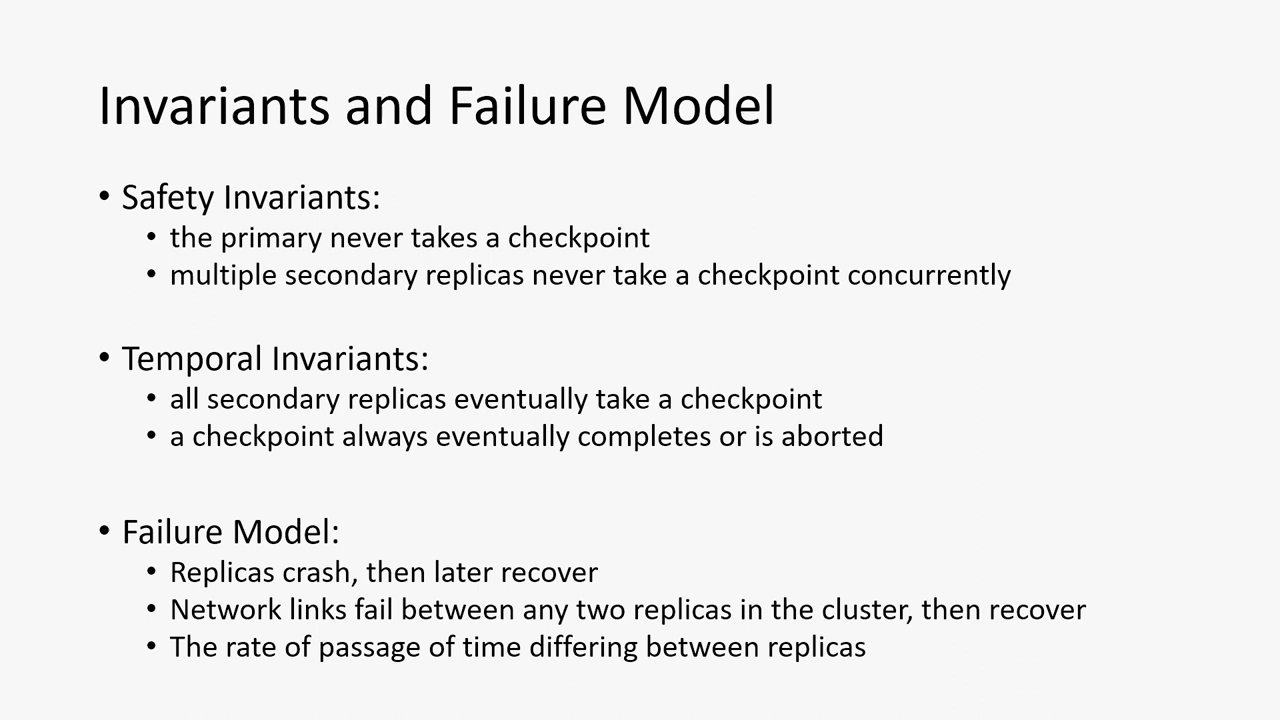 Invariants and Failure Model
• Safety Invariants:
• the primary never takes a checkpoint
• multiple secondary replicas never take a checkpoint concurrently
• Temporal Invariants:
• all secondary replicas eventually take a checkpoint
• a checkpoint always eventually completes or is aborted
• Failure Model:
• Replicas crash, then later recover
• Network links fail between any two replicas in the cluster, then recover
• The rate of passage of time differing between replicas